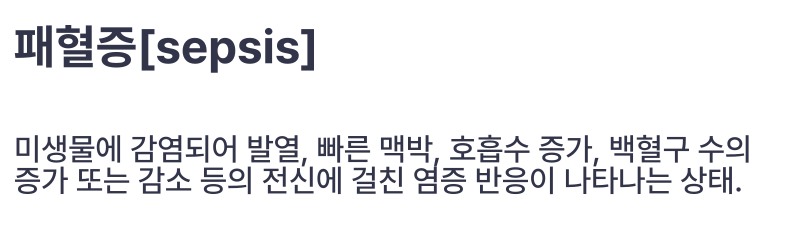 패혈증[sepsis]
미생물에 감염되어 발열, 빠른 맥박, 호흡수 증가, 백혈구 수의
증가 또는 감소 등의 전신에 걸친 염증 반응이 나타나는 상태.